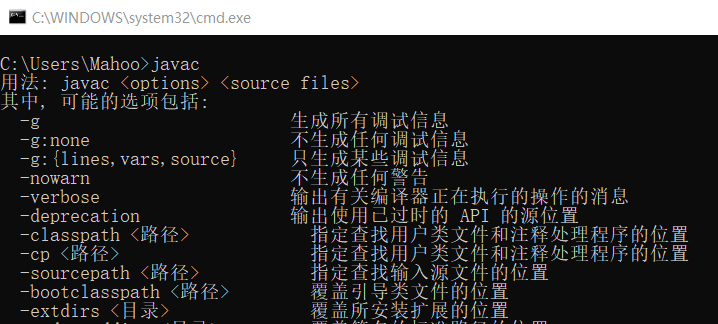 C:\WINDOWS\system32\cmd.exe
C:\Users\Mahoo>javac
用法: javac <options> <source files>
其中, 可能的选项包括:
-g 生成所有调试信息
-g:none 不生成任何调试信息
-g:{lines,vars,source} 只生成某些调试信息
-nowarn 不生成任何警告
-verbose 输出有关编译器正在执行的操作的消息
-deprecation 输出使用已过时的 API 的源位置
-classpath <路径> 指定查找用户类文件和注释处理程序的位置
-cp <路径> 指定查找用户类文件和注释处理程序的位置
-sourcepath <路径> 指定查找输入源文件的位置
-bootclasspath <路径> 覆盖引导类文件的位置
-extdirs <目录> 覆盖所安装扩展的位置